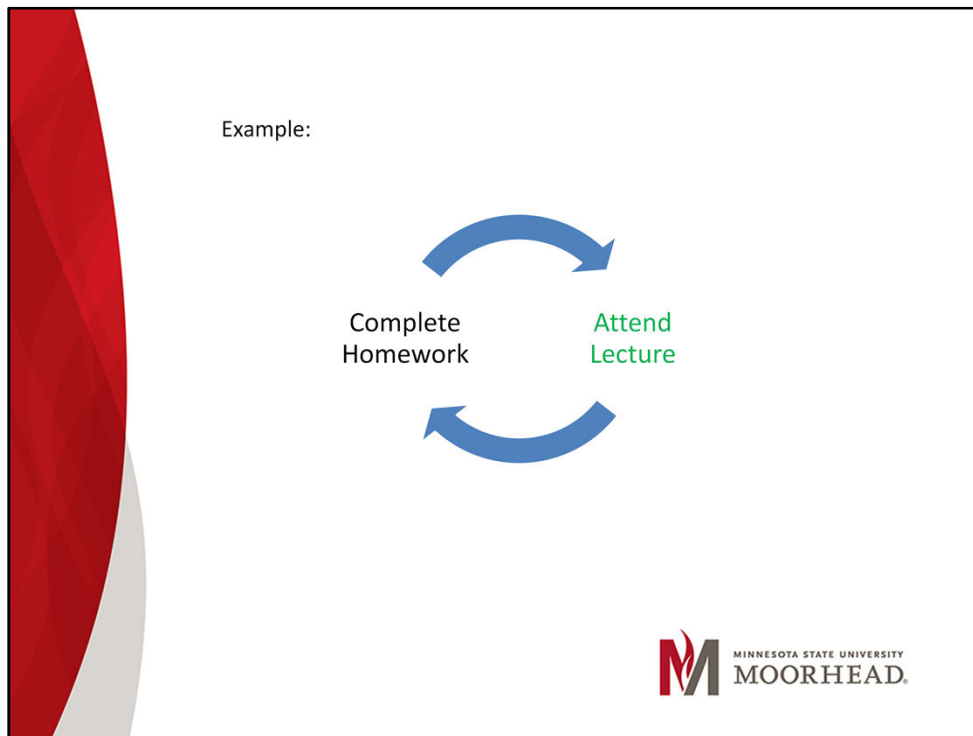 Example:
Complete
Homework
Attend
Lecture
MINNESOTA STATE UNIVERSITY
MOORHEAD®